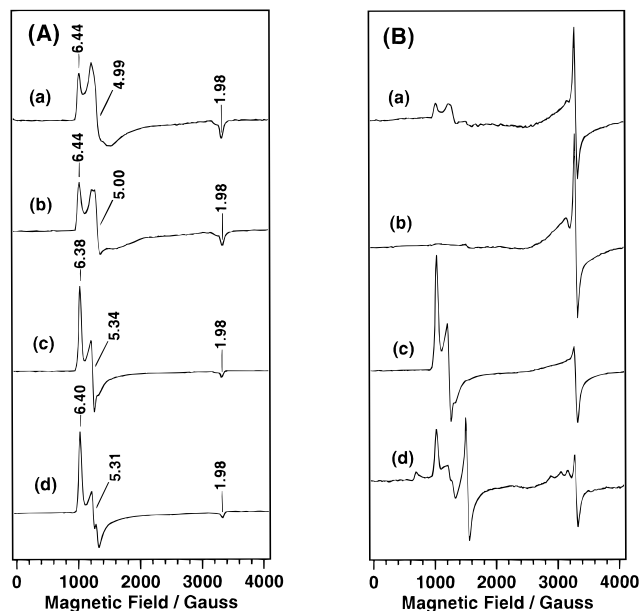 (A)
6.44
(a)
4.99
1.98
6.44
(b)
5.00
1.98
6.38
(c)
5.34
1.98
6.40
(d)
5.31
1.98
0 1000 2000 3000 4000
Magnetic Field / Gauss
(B)
(a)
(b)
(c)
(d)
0 1000 2000 3000 4000
Magnetic Field / Gauss